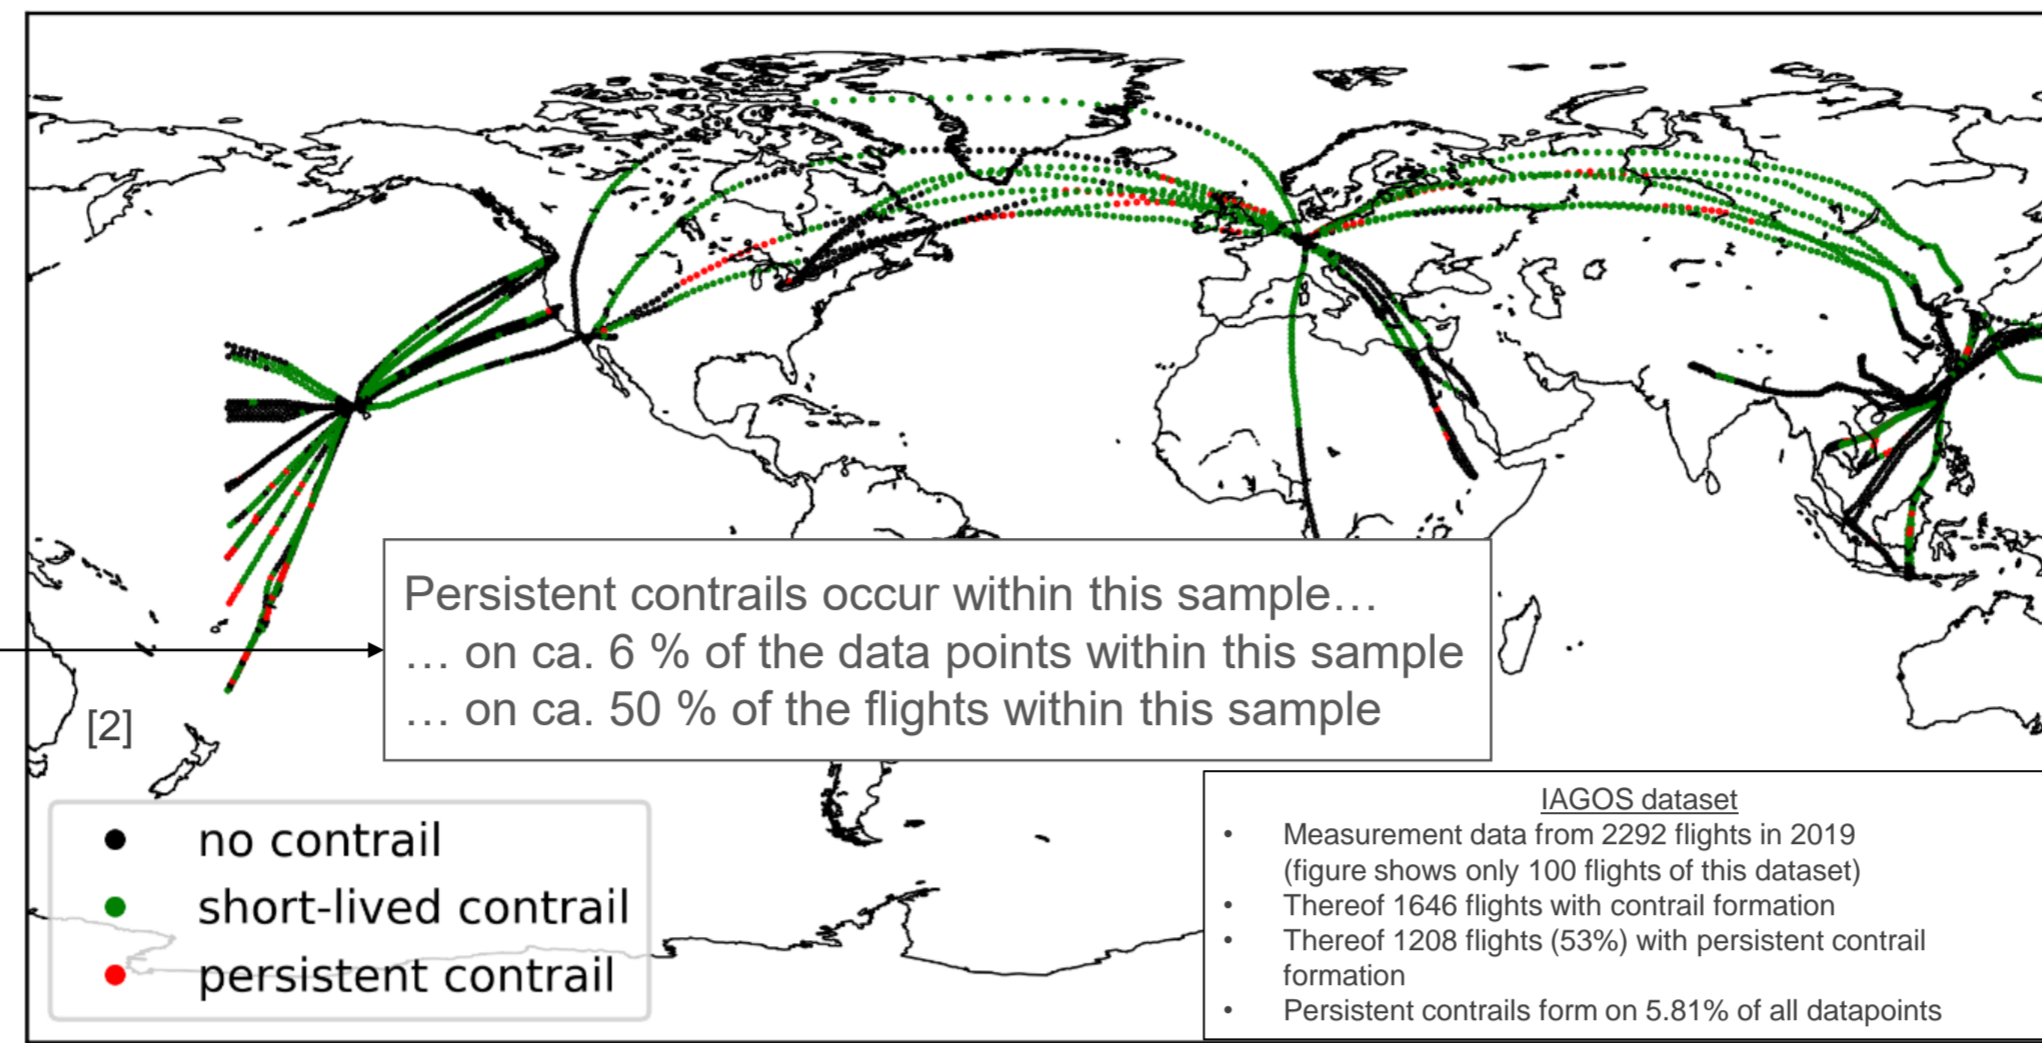 Persistent contrails occur within this sample…
… on ca. 6 % of the data points within this sample
… on ca. 50 % of the flights within this sample
[2]
no contrail
short-lived contrail
persistent contrail
IAGOS dataset
• Measurement data from 2292 flights in 2019
(figure shows only 100 flights of this dataset)
• Thereof 1646 flights with contrail formation
• Thereof 1208 flights (53%) with persistent contrail
formation
• Persistent contrails form on 5.81% of all datapoints